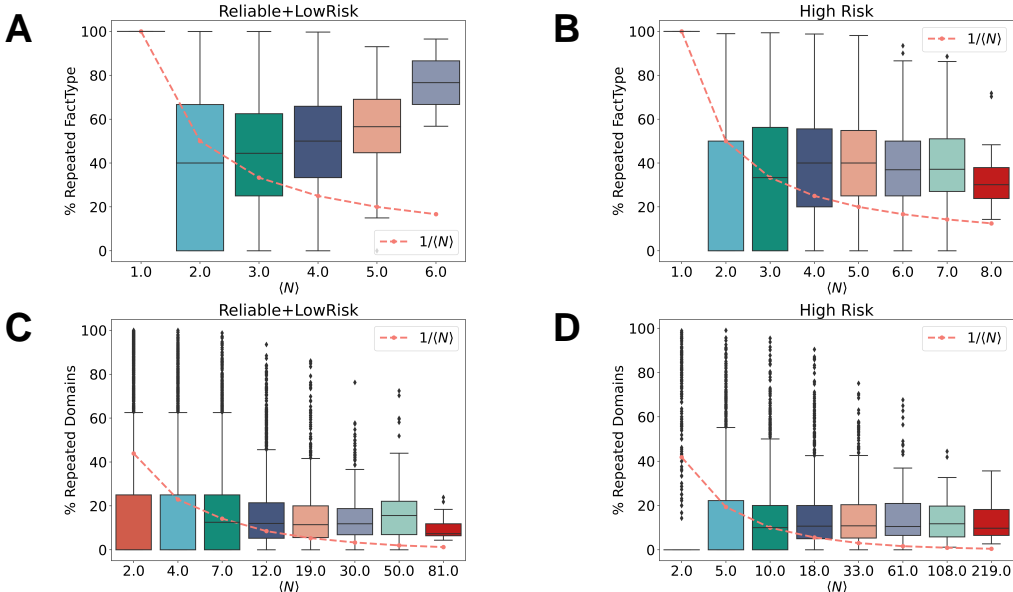 A
Reliable+LowRisk
% Repeated FactType
100
80
60
40
20
0
1/⟨N⟩
1.0 2.0 3.0 4.0 5.0 6.0
⟨N⟩
B
High Risk
% Repeated FactType
100
80
60
40
20
0
1/⟨N⟩
1.0 2.0 3.0 4.0 5.0 6.0 7.0 8.0
⟨N⟩
C
Reliable+LowRisk
% Repeated Domains
100
80
60
40
20
0
1/⟨N⟩
2.0 4.0 7.0 12.0 19.0 30.0 50.0 81.0
⟨N⟩
D
High Risk
% Repeated Domains
100
80
60
40
20
0
1/⟨N⟩
2.0 5.0 10.0 18.0 33.0 61.0 108.0 219.0
⟨N⟩